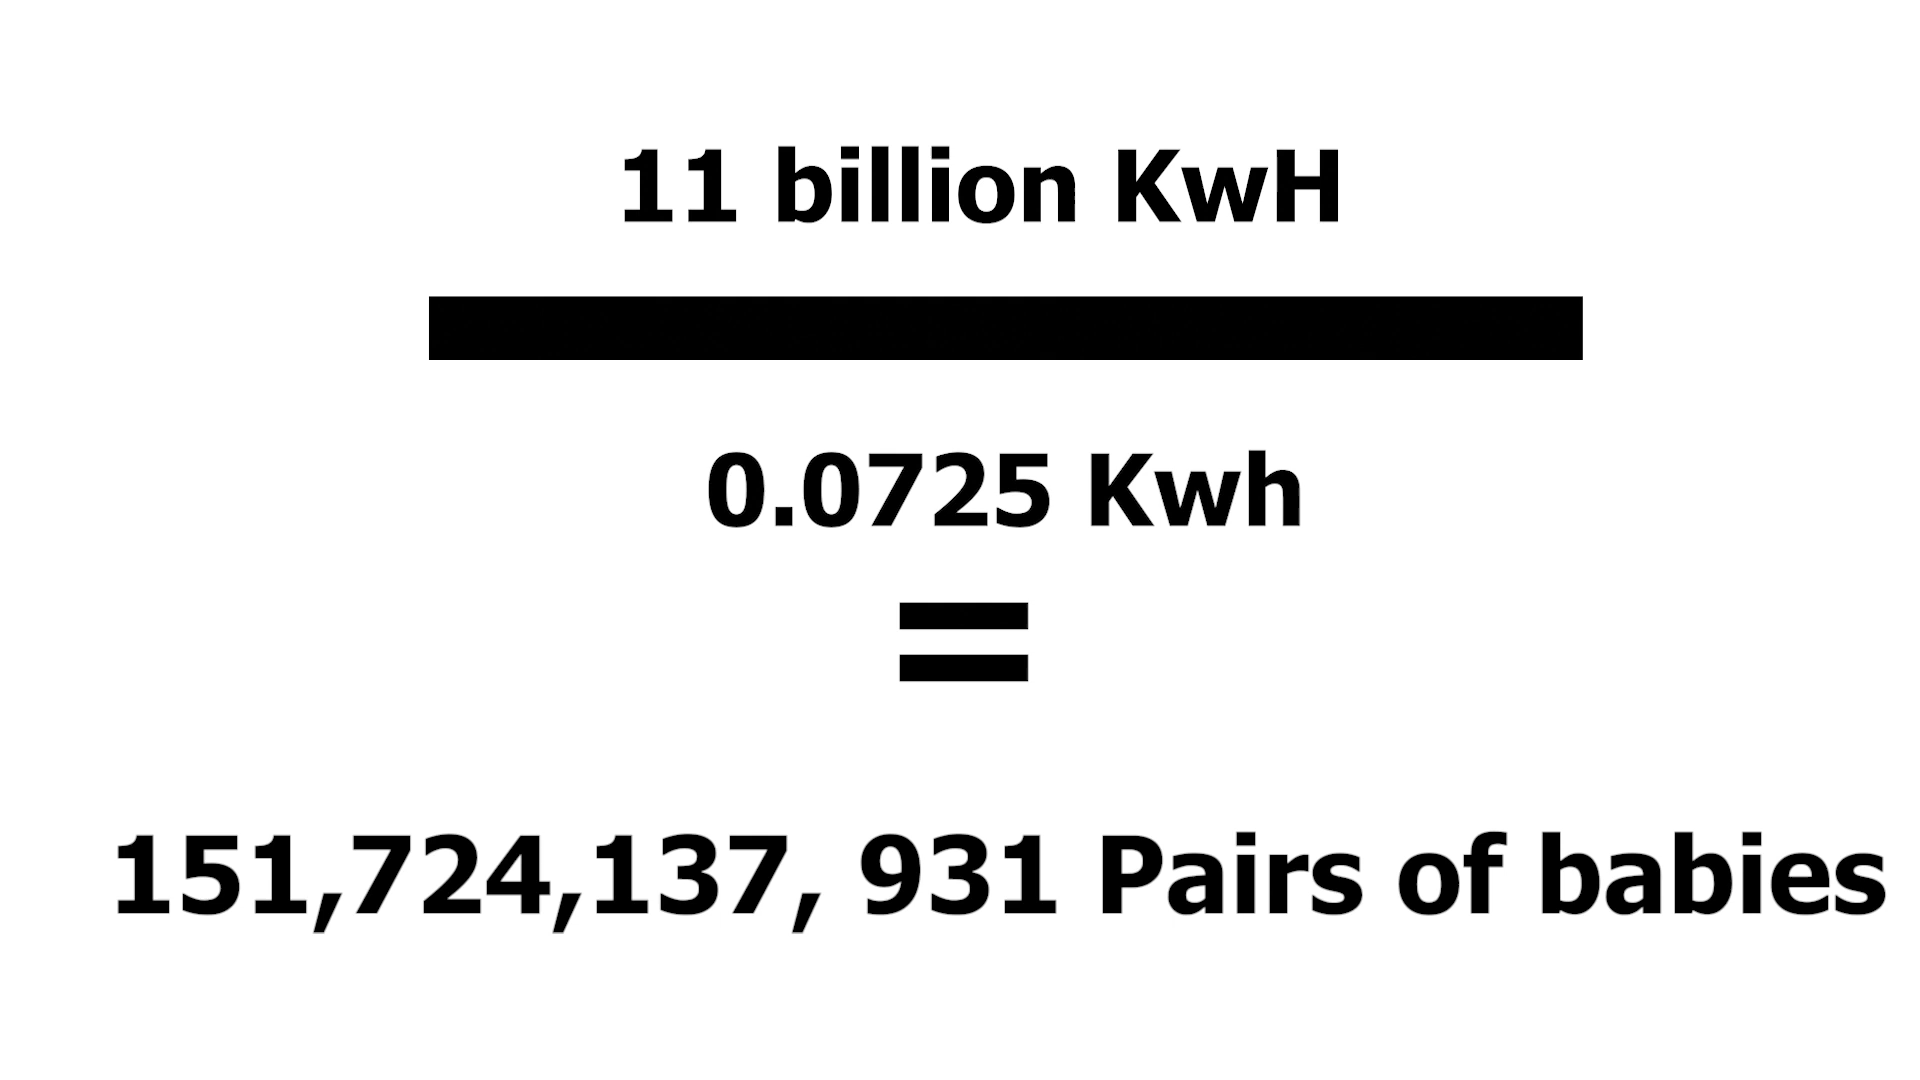 11 billion KwH
0.0725 Kwh
=
151,724,137, 931 Pairs of babies